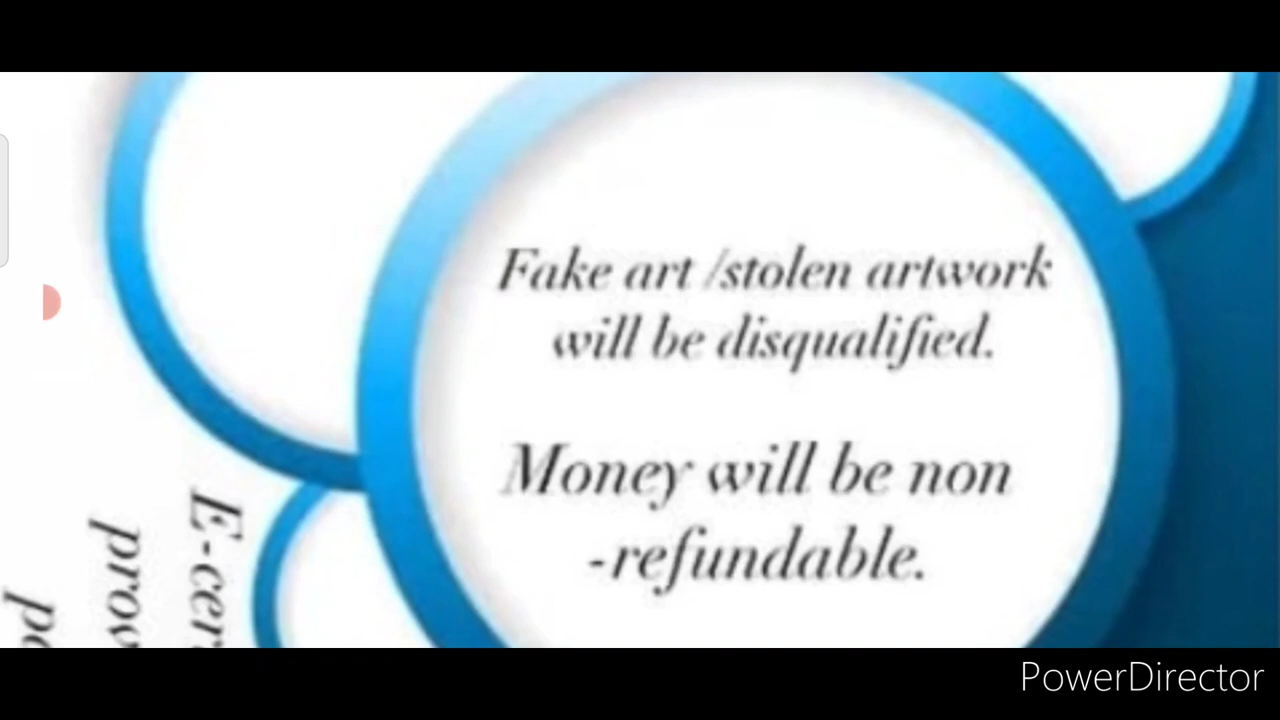 Fake art /stolen artwork
will be disqualified.
Money will be non
-refundable.
PowerDirector